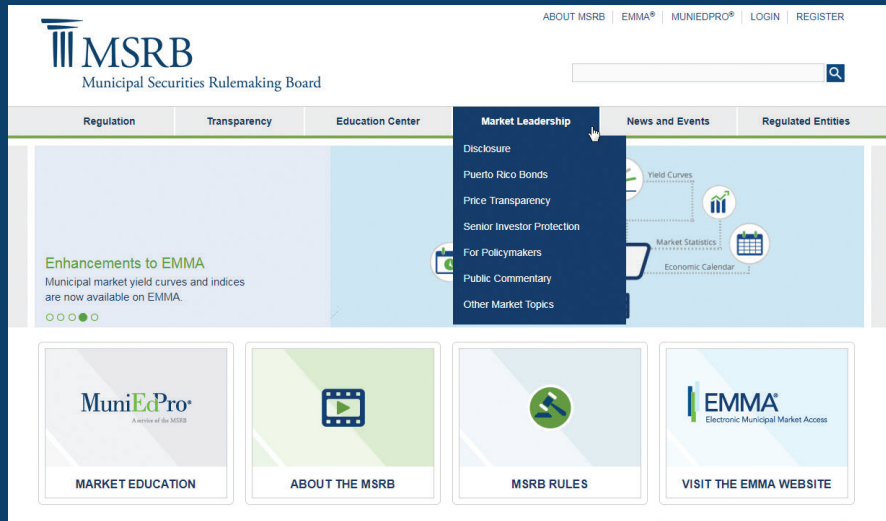 ABOUT MSRB EMMA® MUNIEDPRO® LOGIN REGISTER
MSRB
Municipal Securities Rulemaking Board
Regulation Transparency Education Center Market Leadership News and Events Regulated Entities
Disclosure
Puerto Rico Bonds
Price Transparency
Senior Investor Protection
For Policymakers
Public Commentary
Other Market Topics
Yield Curves
Market Statistics
Economic Calendar
Enhancements to EMMA
Municipal market yield curves and indices
are now available on EMMA.
MuniEdPro®
A service of the MSRB
MARKET EDUCATION
ABOUT THE MSRB
MSRB RULES
EMMA®
Electronic Municipal Market Access
VISIT THE EMMA WEBSITE